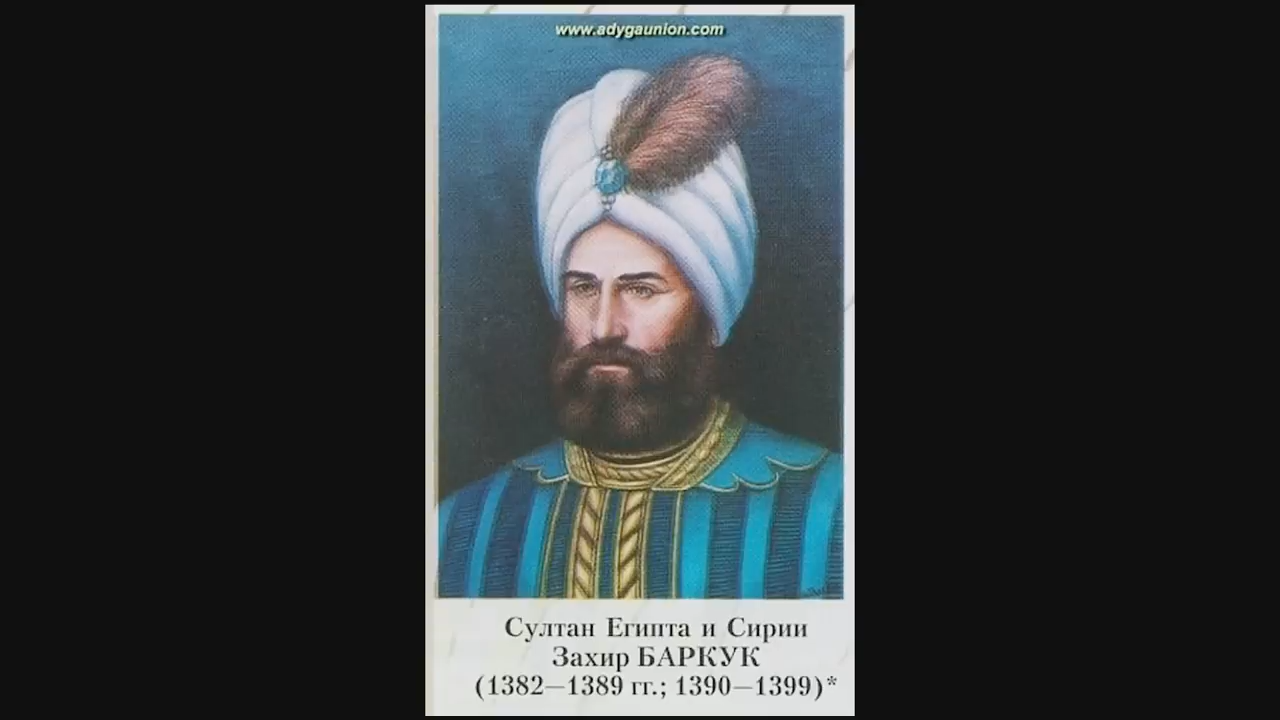 www.adygaunion.com
Султан Египта и Сирии
Захир БАРКУК
(1382—1389 гг.; 1390—1399)*